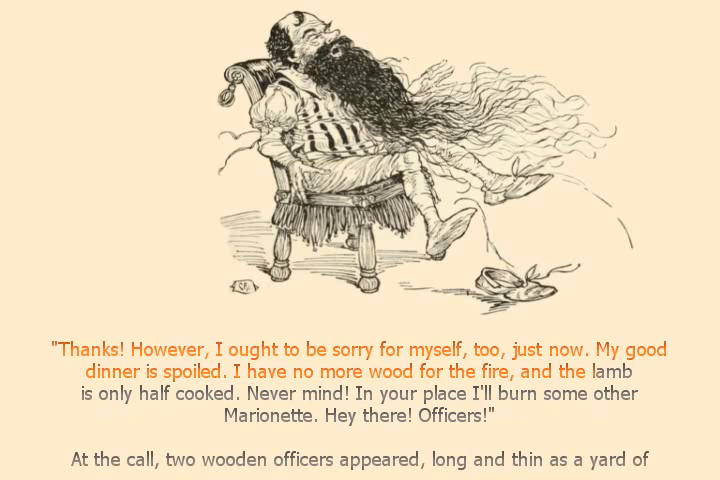 "Thanks! However, I ought to be sorry for myself, too, just now. My good
dinner is spoiled. I have no more wood for the fire, and the lamb
is only half cooked. Never mind! In your place I'll burn some other
Marionette. Hey there! Officers!"
At the call, two wooden officers appeared, long and thin as a yard of